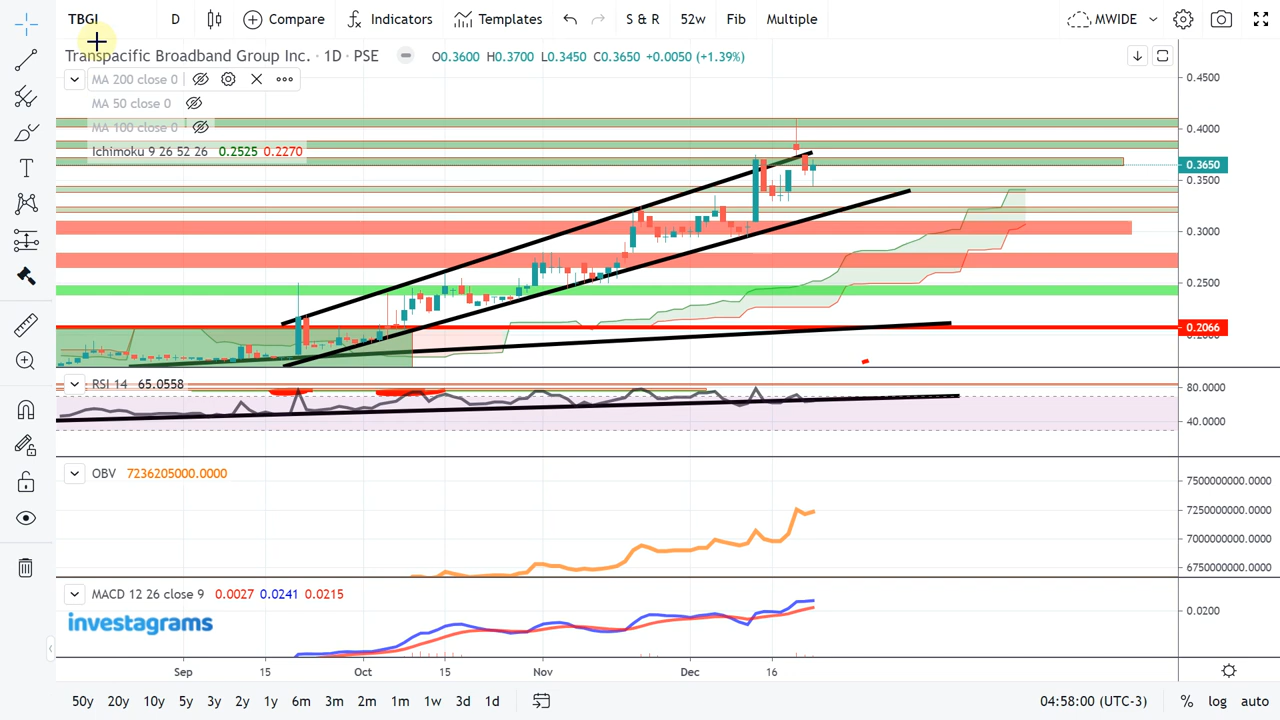 TBGI D Compare Indicators Templates S & R 52w Fib Multiple MWIDE
Transpacific Broadband Group Inc. · 1D · PSE O0.3600 H0.3700 L0.3450 C0.3650 +0.0050 (+1.39%)
MA 200 close 0
MA 50 close 0
MA 100 close 0
Ichimoku 9 26 52 26 0.2525 0.2270
0.4500
0.4000
0.3650
0.3500
0.3000
0.2500
0.2066
RSI 14 65.0558
80.0000
40.0000
OBV 7236205000.0000
7500000000.0000
7250000000.0000
7000000000.0000
6750000000.0000
MACD 12 26 close 9 0.0027 0.0241 0.0215
0.0200
investagrams
Sep 15 Oct 15 Nov Dec 16
50y 20y 10y 5y 3y 2y 1y 6m 3m 2m 1m 1w 3d 1d 04:58:00 (UTC-3) % log auto